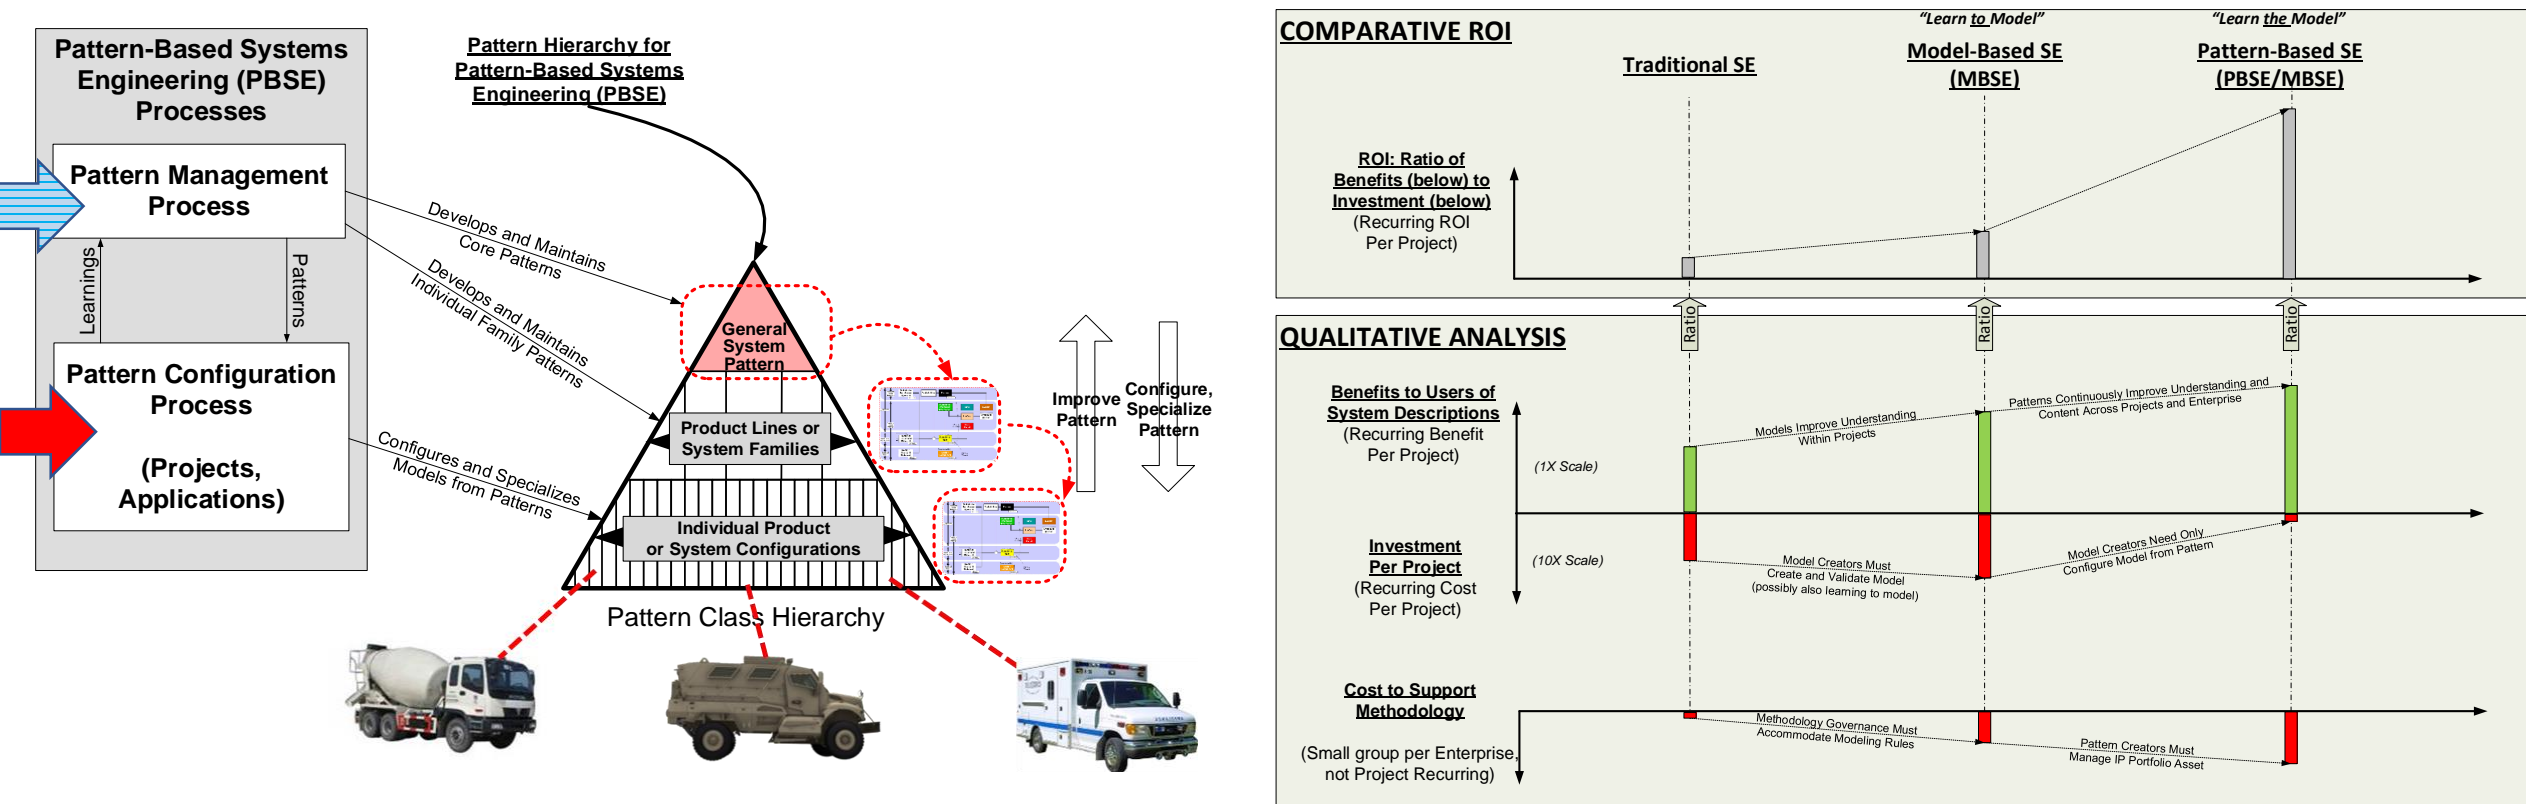 Pattern-Based Systems
Engineering (PBSE)
Processes
Pattern Management
Process
Learnings
Patterns
Pattern Configuration
Process
(Projects,
Applications)
Pattern Hierarchy for
Pattern-Based Systems
Engineering (PBSE)
Develops and Maintains
Core Patterns
Develops and Maintains
Individual Family Patterns
Configures and Specializes
Models from Patterns
General
System
Pattern
Product Lines or
System Families
Individual Product
or System Configurations
Pattern Class Hierarchy
Improve
Pattern
Configure,
Specialize
Pattern
COMPARATIVE ROI
Traditional SE
“Learn to Model”
Model-Based SE
(MBSE)
“Learn the Model”
Pattern-Based SE
(PBSE/MBSE)
ROI: Ratio of
Benefits (below) to
Investment (below)
(Recurring ROI
Per Project)
Ratio
Ratio
Ratio
QUALITATIVE ANALYSIS
Benefits to Users of
System Descriptions
(Recurring Benefit
Per Project)
(1X Scale)
Models Improve Understanding
Within Projects
Patterns Continuously Improve Understanding and
Content Across Projects and Enterprise
Investment
Per Project
(Recurring Cost
Per Project)
(10X Scale)
Model Creators Must
Create and Validate Model
(possibly also learning to model)
Model Creators Need Only
Configure Model from Pattern
Cost to Support
Methodology
(Small group per Enterprise,
not Project Recurring)
Methodology Governance Must
Accommodate Modeling Rules
Pattern Creators Must
Manage IP Portfolio Asset